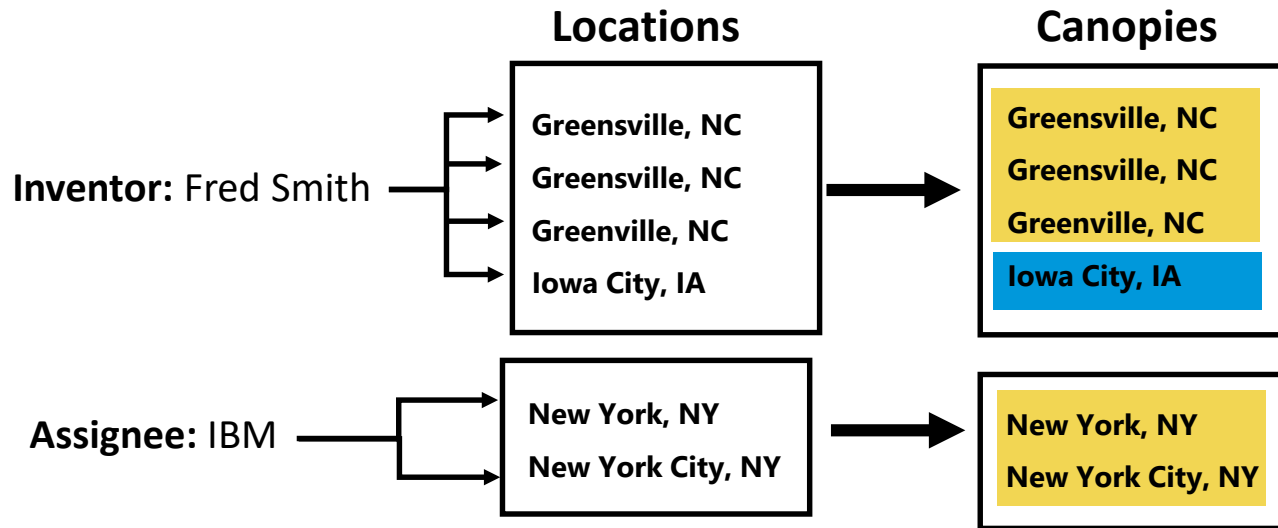 Locations
Canopies
Inventor: Fred Smith
Greensville, NC
Greensville, NC
Greenville, NC
Iowa City, IA
Greensville, NC
Greensville, NC
Greenville, NC
Iowa City, IA
Assignee: IBM
New York, NY
New York City, NY
New York, NY
New York City, NY